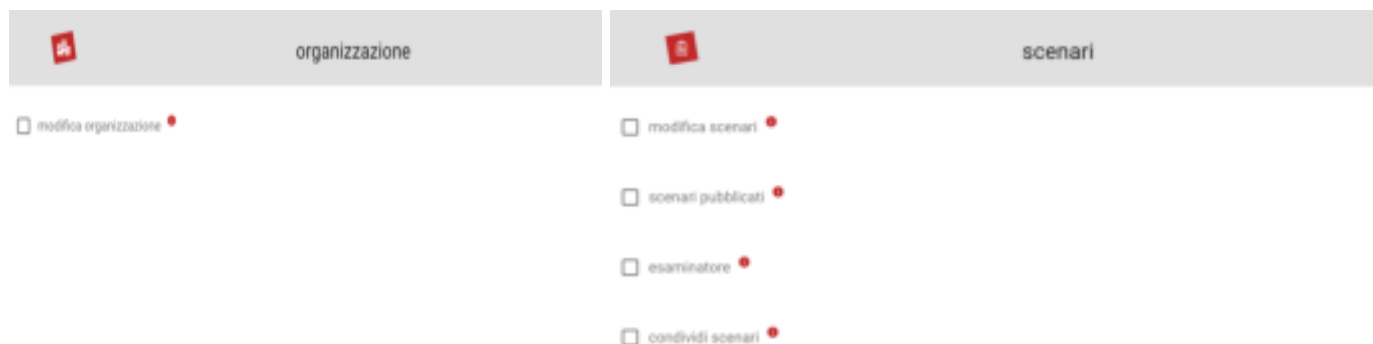 organizzazione
modifica organizzazione
scenari
modifica scenari
scenari pubblicati
esaminatore
condividi scenari